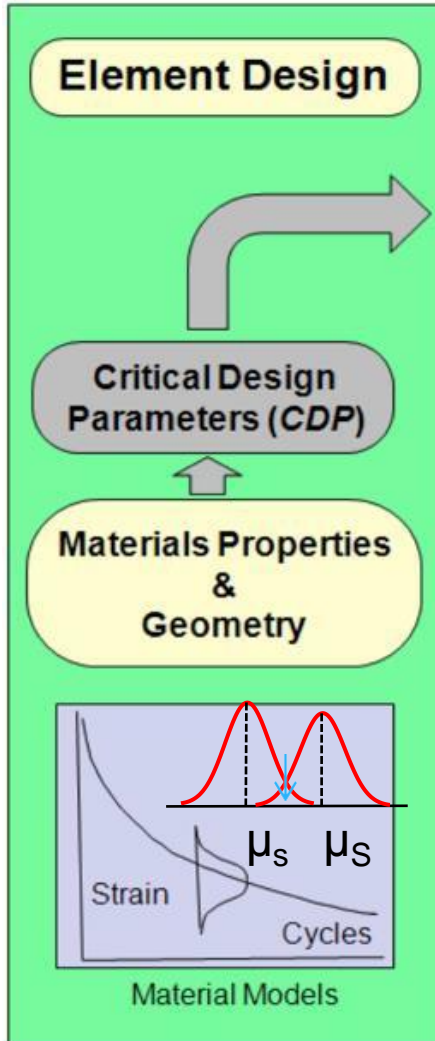 Element Design
Critical Design
Parameters (CDP)
Materials Properties
&
Geometry
μs μS
Strain
Cycles
Material Models